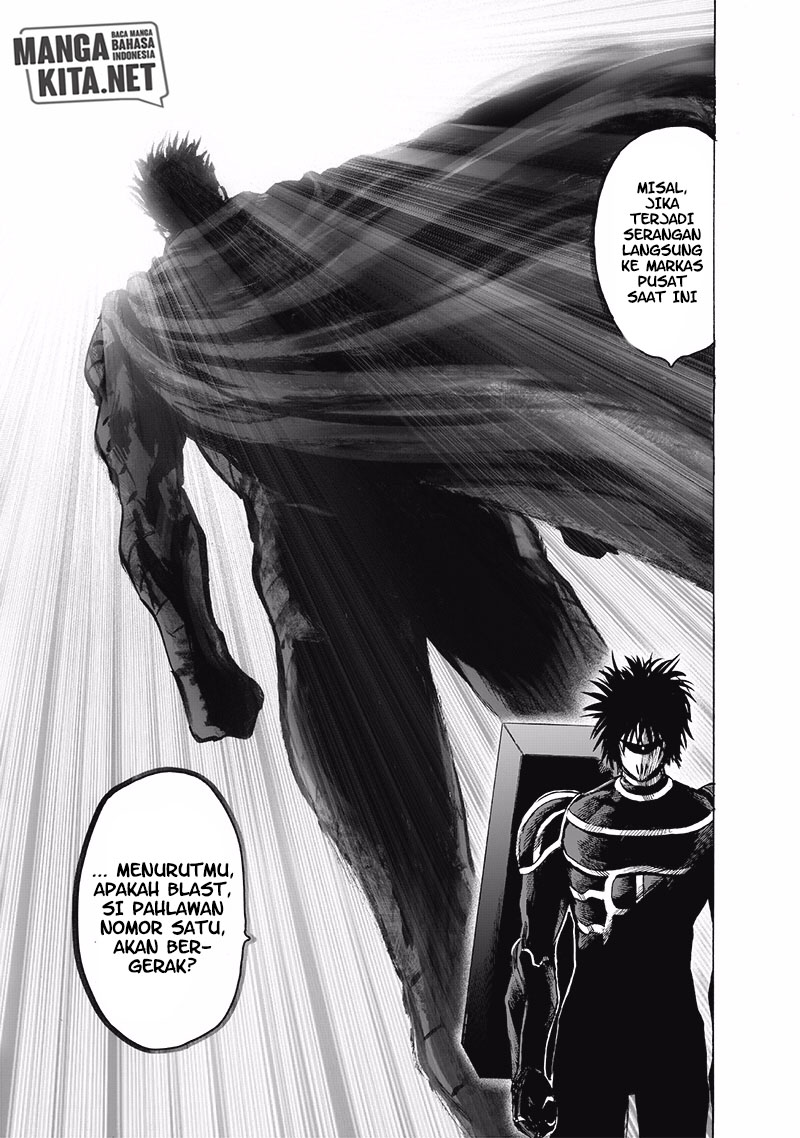 MANGA
KITA.NET
BACA MANGA
BAHASA
INDONESIA
MISAL,
JIKA
TERJADI
SERANGAN
LANGSUNG
KE MARKAS
PUSAT
SAAT INI
... MENURUTMU,
APAKAH BLAST,
SI PAHLAWAN
NOMOR SATU,
AKAN BER-
GERAK?